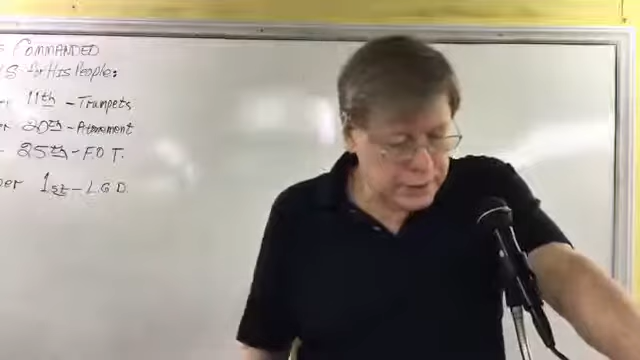 COMMANDED
for His People:
11th - Trumpets
20th - Atonement
25th - F.O.T.
1st - L.G.D.